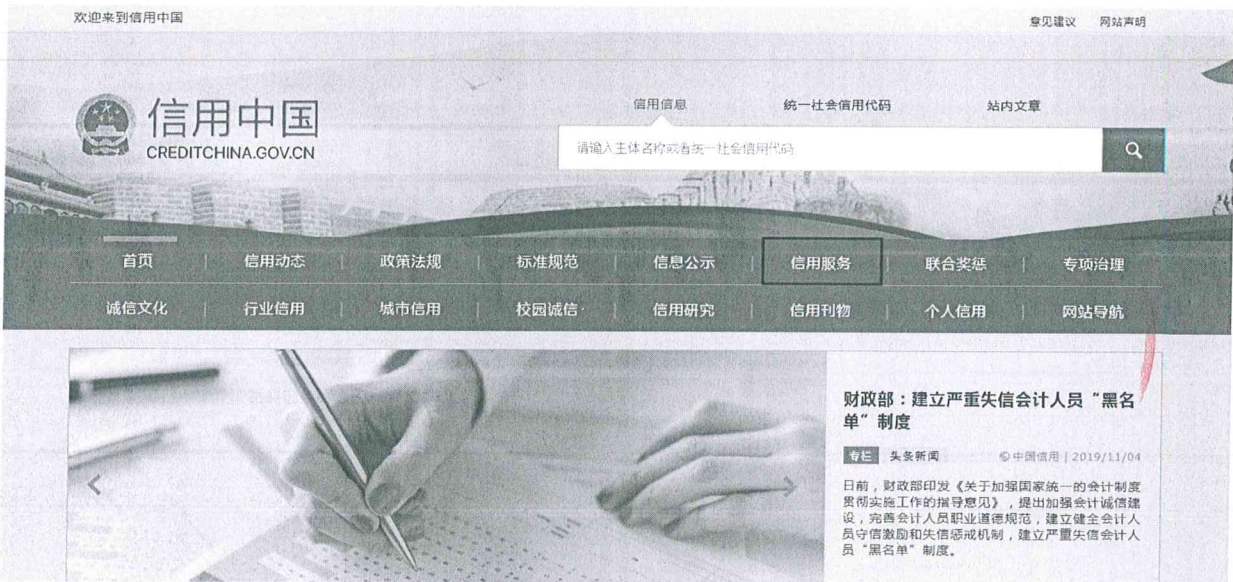 欢迎来到信用中国
意见建议 网站声明
信用中国
CREDITCHINA.GOV.CN
信用信息 统一社会信用代码 站内文章
请输入主体名称或者统一社会信用代码
首页 信用动态 政策法规 标准规范 信息公示 信用服务 联合奖惩 专项治理
诚信文化 行业信用 城市信用 校园诚信 信用研究 信用刊物 个人信用 网站导航
财政部：建立严重失信会计人员“黑名
单”制度
专栏 头条新闻 ©中国信用 | 2019/11/04
日前，财政部印发《关于加强国家统一的会计制度
贯彻实施工作的指导意见》，提出加强会计诚信建
设，完善会计人员职业道德规范，建立健全会计人
员守信激励和失信惩戒机制，建立严重失信会计人
员“黑名单”制度。